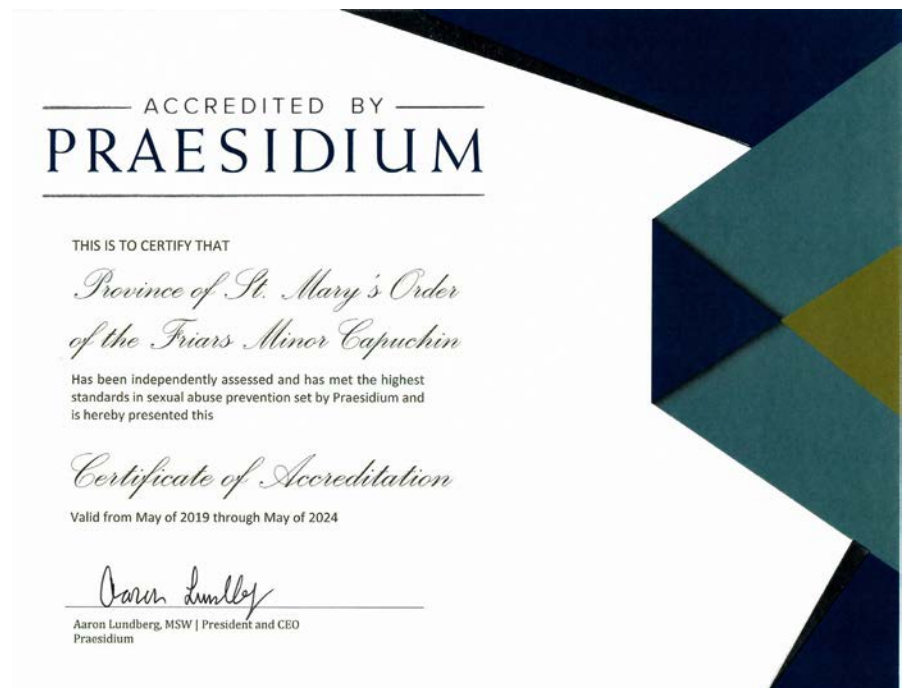 ACCREDITED BY
PRAESIDIUM
THIS IS TO CERTIFY THAT
Province of St. Mary's Order
of the Friars Minor Capuchin
Has been independently assessed and has met the highest
standards in sexual abuse prevention set by Praesidium and
is hereby presented this
Certificate of Accreditation
Valid from May of 2019 through May of 2024
Aaron Lundberg
Aaron Lundberg, MSW | President and CEO
Praesidium